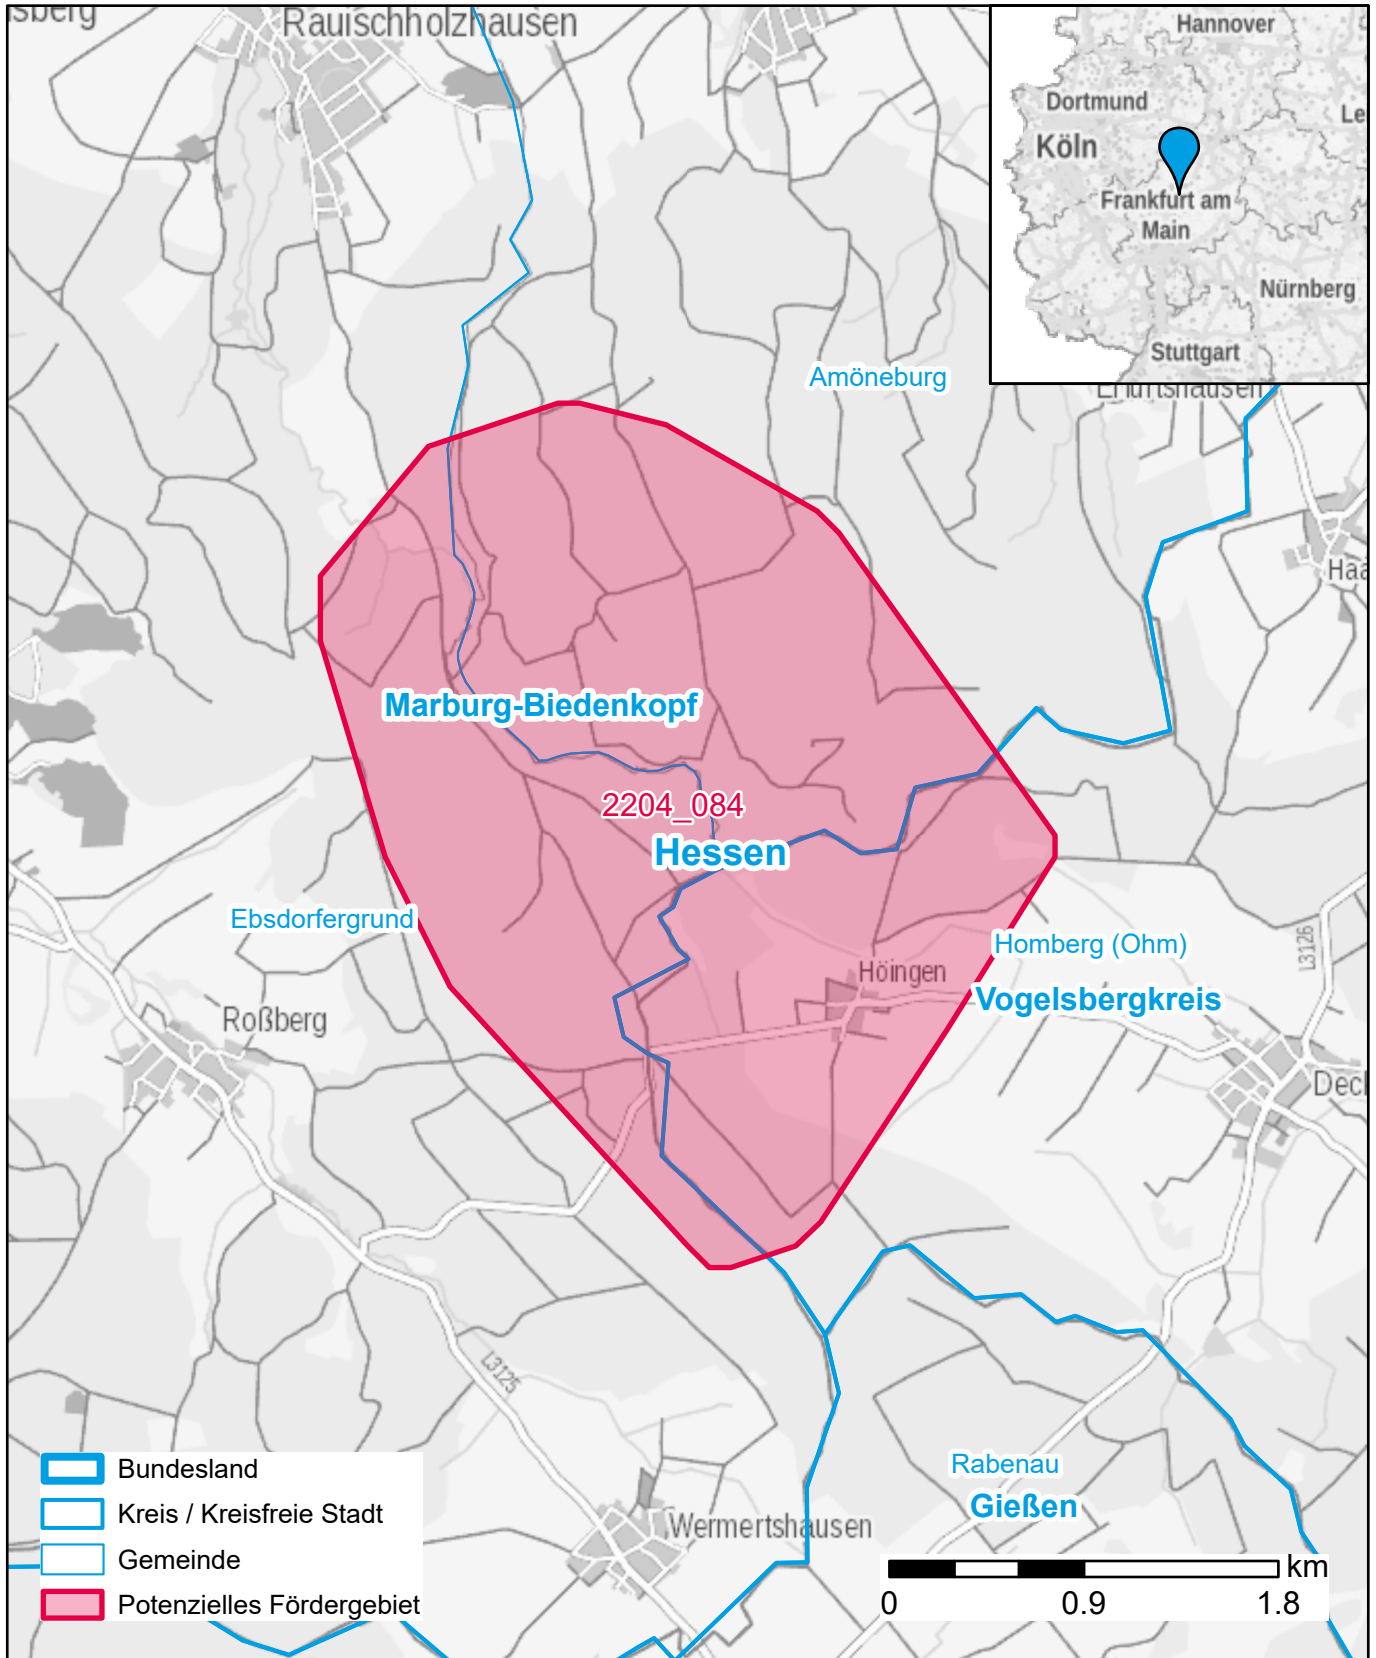 Rauischholzhausen
Hannover
Dortmund
Köln
Frankfurt am
Main
Nürnberg
Stuttgart
Amöneburg
Marburg-Biedenkopf
2204_084
Hessen
Ebsdorfergrund
Homberg (Ohm)
L3126
Höingen
Vogelsbergkreis
Roßberg
L3125
Rabenau
Gießen
Wermertshausen
Bundesland
Kreis / Kreisfreie Stadt
Gemeinde
Potenzielles Fördergebiet
km
0 0.9 1.8